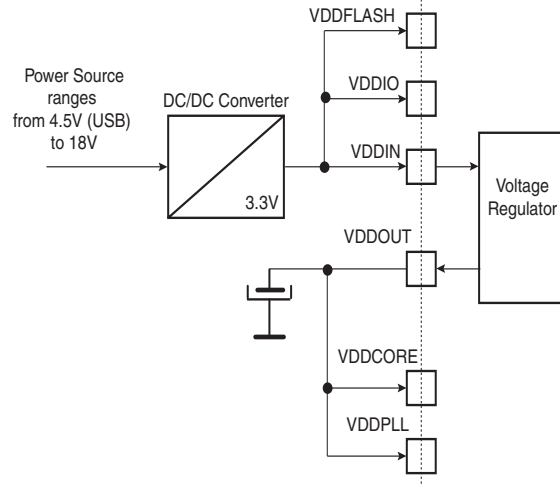 VDDFLASH
Power Source
ranges
from 4.5V (USB)
to 18V
DC/DC Converter
3.3V
VDDIO
VDDIN
Voltage
Regulator
VDDOUT
VDDCORE
VDDPLL